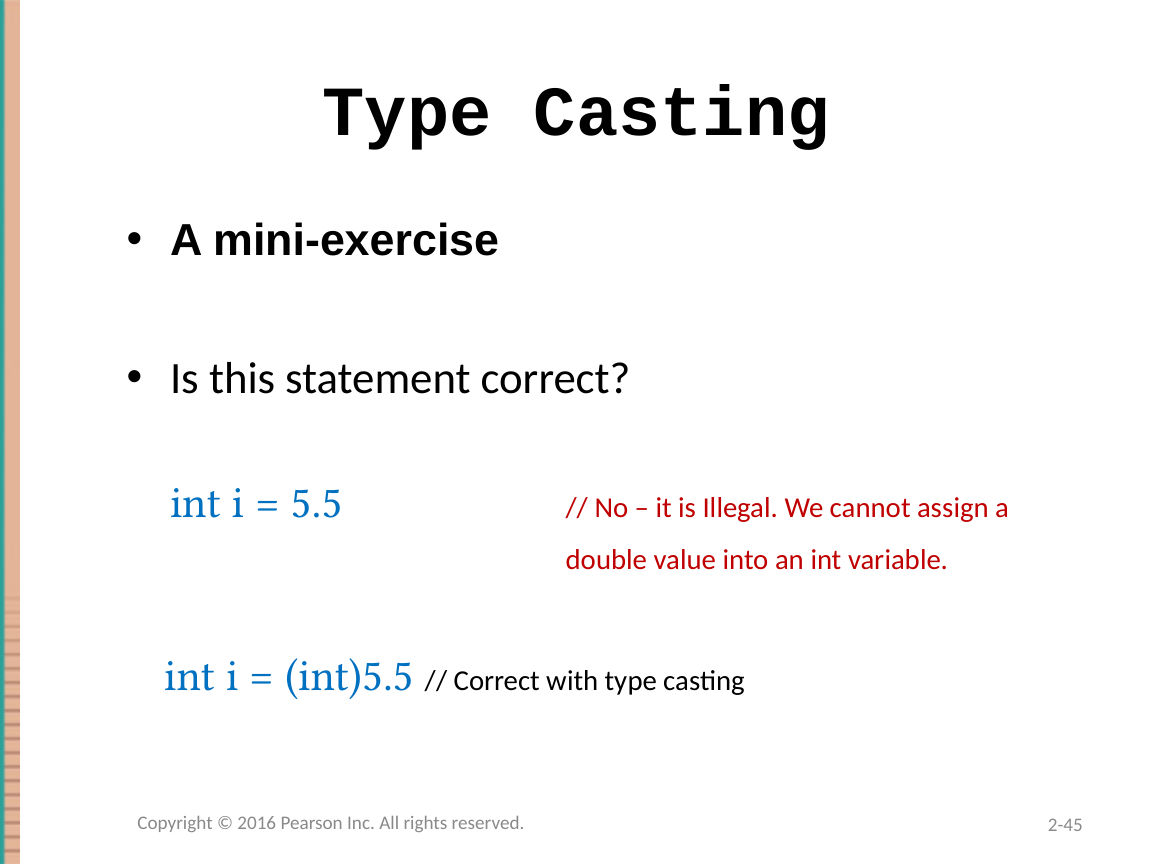 Type Casting
• A mini-exercise
• Is this statement correct?
int i = 5.5 // No – it is Illegal. We cannot assign a
double value into an int variable.
int i = (int)5.5 // Correct with type casting
Copyright © 2016 Pearson Inc. All rights reserved. 2-45